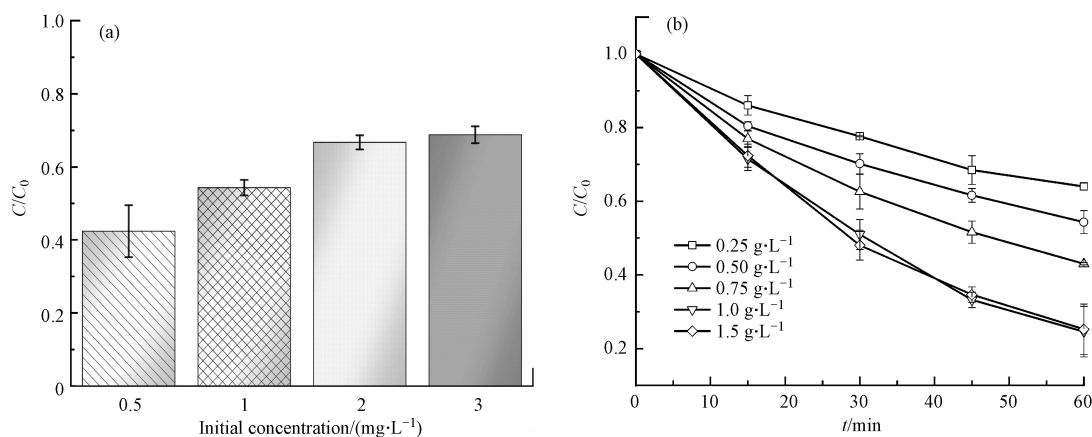 (a)
C/C₀
1.0
0.8
0.6
0.4
0.2
0
0.5 1 2 3
Initial concentration/(mg·L⁻¹)
(b)
C/C₀
1.0
0.8
0.6
0.4
0.2
0.25 g·L⁻¹
0.50 g·L⁻¹
0.75 g·L⁻¹
1.0 g·L⁻¹
1.5 g·L⁻¹
0 10 20 30 40 50 60
t/min